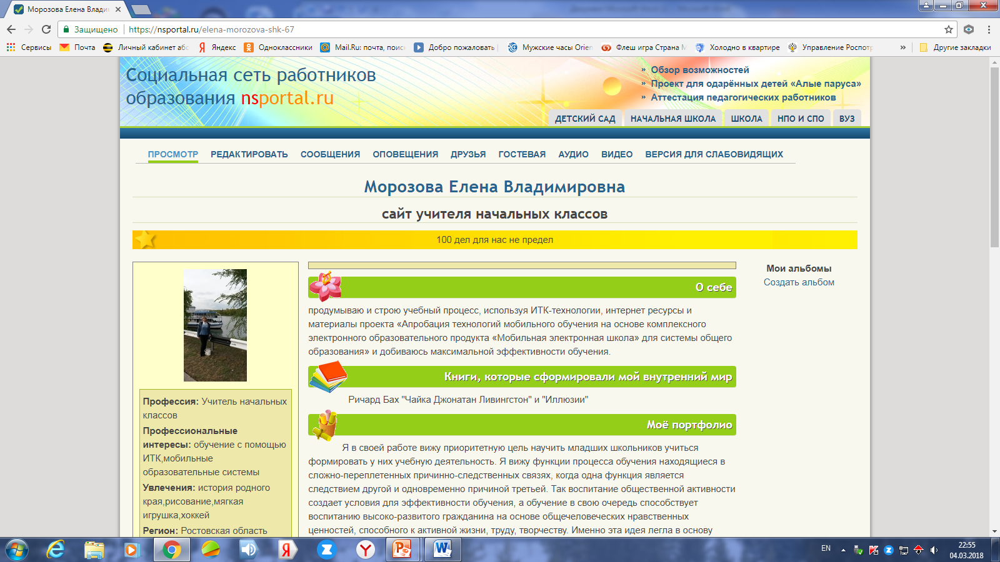 Морозова Елена Владим
Защищено
https://nsportal.ru/elena-morozova-shk-67
Сервисы
Почта
Личный кабинет або
Яндекс
Одноклассники
Mail.Ru: почта, поис
Добро пожаловать |
Мужские часы Orien
Флеш игра Страна М
Холодно в квартире
Управление Роспот
»
Другие закладки
Социальная сеть работников
образования nsportal.ru
» Обзор возможностей
» Проект для одарённых детей «Алые паруса»
» Аттестация педагогических работников
ДЕТСКИЙ САД
НАЧАЛЬНАЯ ШКОЛА
ШКОЛА
НПО И СПО
ВУЗ
ПРОСМОТР
РЕДАКТИРОВАТЬ
СООБЩЕНИЯ
ОПОВЕЩЕНИЯ
ДРУЗЬЯ
ГОСТЕВАЯ
АУДИО
ВИДЕО
ВЕРСИЯ ДЛЯ СЛАБОВИДЯЩИХ
Морозова Елена Владимировна
сайт учителя начальных классов
100 дел для нас не предел
Профессия: Учитель начальных
классов
Профессиональные
интересы: обучение с помощью
ИТК,мобильные
образовательные системы
Увлечения: история родного
края,рисование,мягкая
игрушка,хоккей
Регион: Ростовская область
О себе
продумываю и строю учебный процесс, используя ИТК-технологии, интернет ресурсы и
материалы проекта «Апробация технологий мобильного обучения на основе комплексного
электронного образовательного продукта «Мобильная электронная школа» для системы общего
образования» и добиваюсь максимальной эффективности обучения.
Книги, которые сформировали мой внутренний мир
Ричард Бах "Чайка Джонатан Ливингстон" и "Иллюзии"
Моё портфолио
Я в своей работе вижу приоритетную цель научить младших школьников учиться
формировать у них учебную деятельность. Я вижу функции процесса обучения находящиеся в
сложно-переплетенных причинно-следственных связях, когда одна функция является
следствием другой и одновременно причиной третьей. Так воспитание общественной активности
создает условия для эффективности обучения, а обучение в свою очередь способствует
воспитанию высоко-развитого гражданина на основе общечеловеческих нравственных
ценностей, способного к активной жизни, труду, творчеству. Именно эта идея легла в основу
Мои альбомы
Создать альбом
EN
22:55
04.03.2018